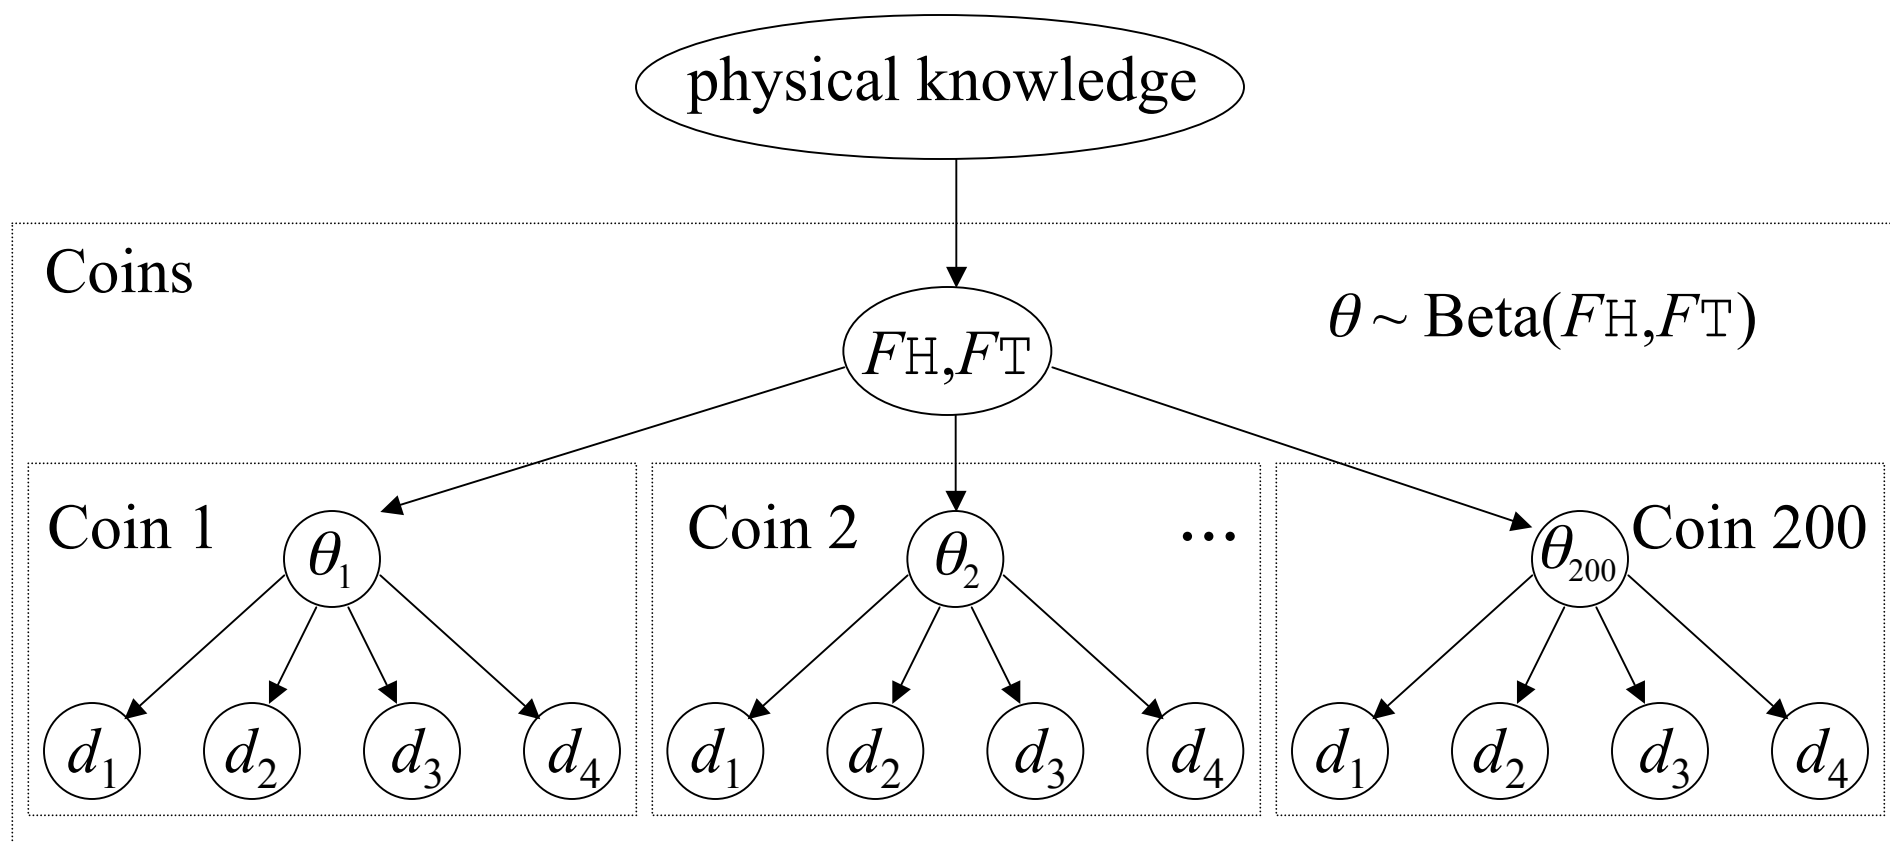 physical knowledge
Coins
FH,FT
θ ~ Beta(FH,FT)
Coin 1
θ1
Coin 2
θ2
...
θ200
Coin 200
d1 d2 d3 d4
d1 d2 d3 d4
d1 d2 d3 d4